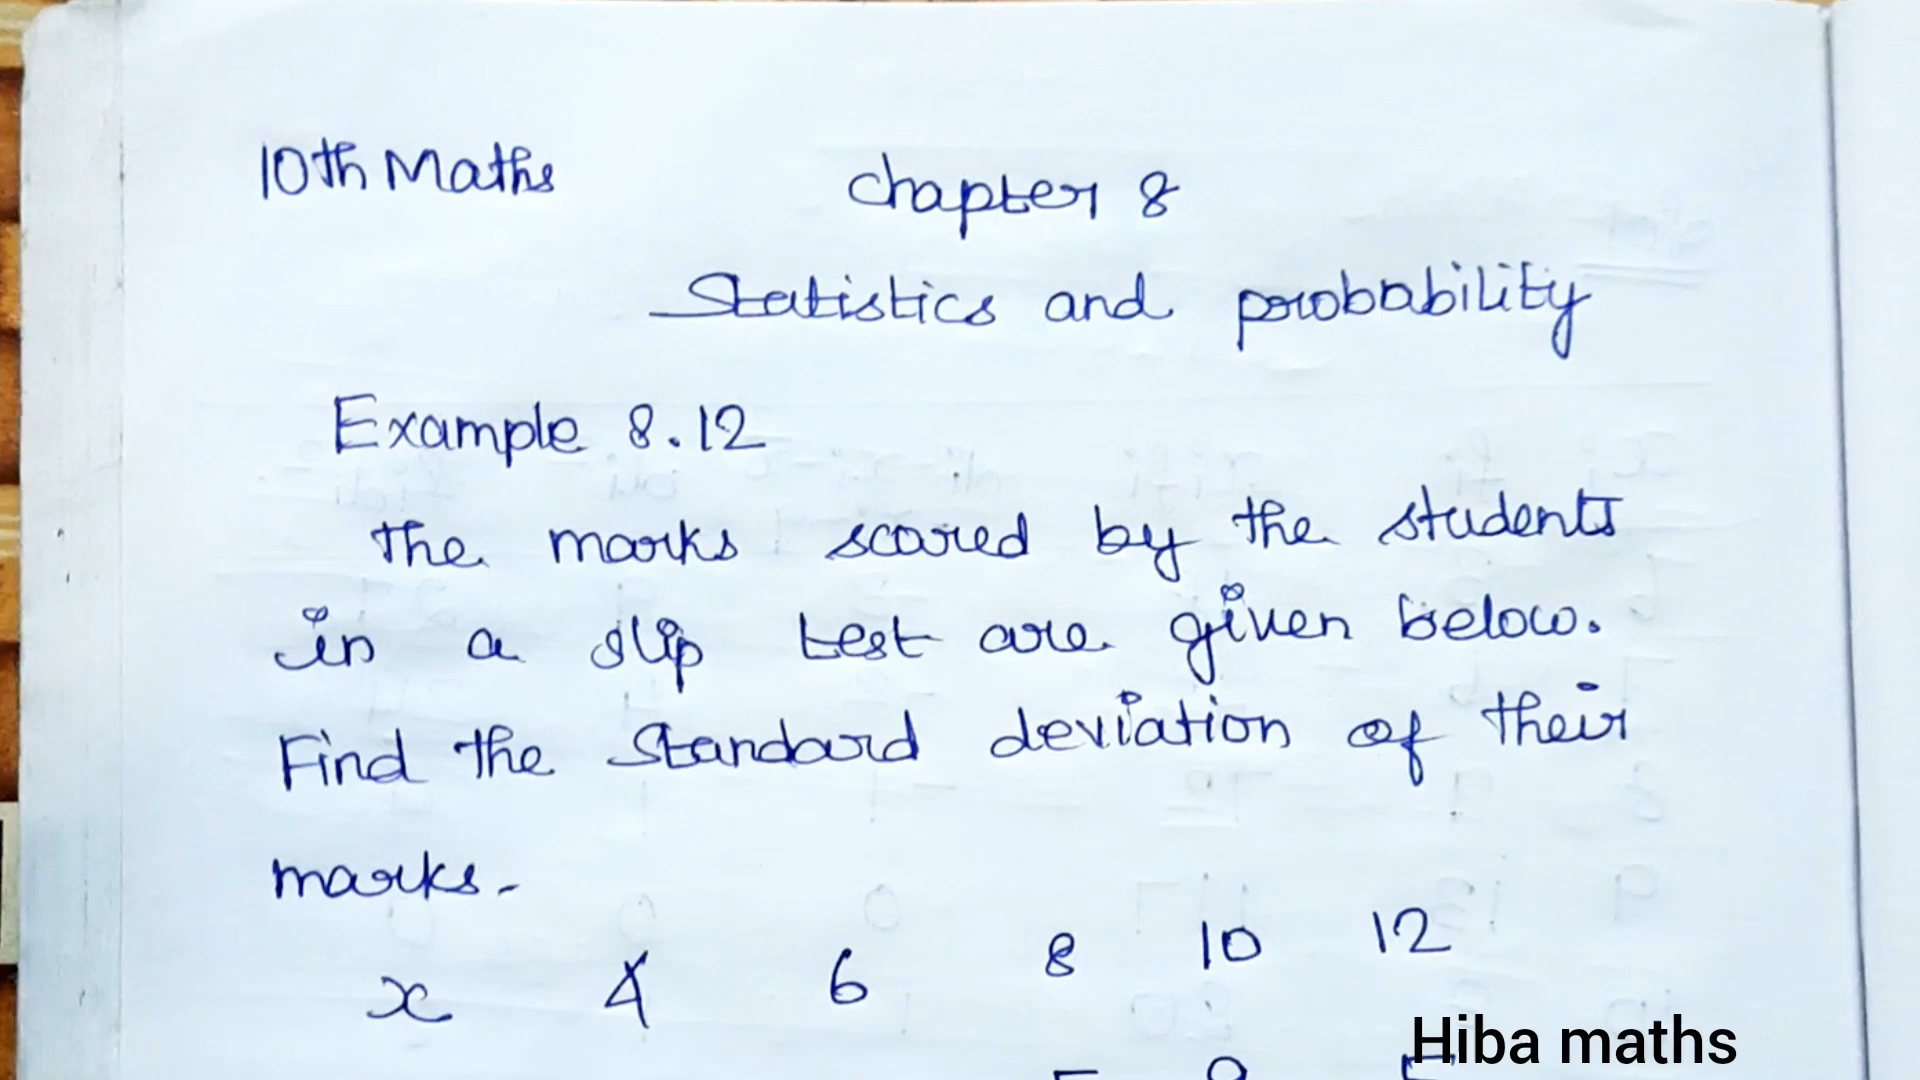 10th Maths chapter 8
Statistics and probability
Example 8.12
The marks scored by the students
in a slip test are given below.
Find the Standard deviation of their
marks.
x 4 6 8 10 12
Hiba maths